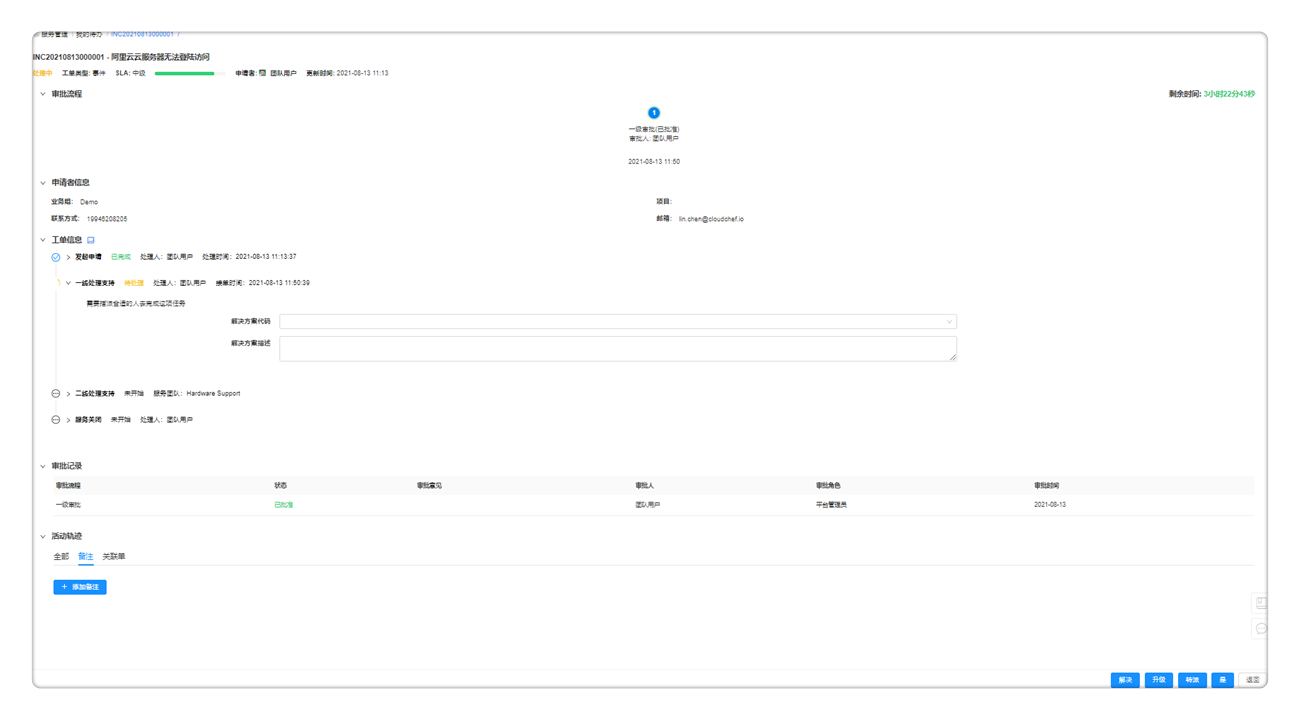 服务管理 / 我的待办 / INC20210813000001 /
INC20210813000001 - 阿里云云服务器无法登陆访问
处理中 工单类型: 事件 SLA: 中级 申请者: 团队用户 更新时间: 2021-08-13 11:13
审批流程 剩余时间: 3小时22分43秒
1
一级审批(已批准)
审批人: 团队用户
2021-08-13 11:50
申请者信息
业务组: Demo 项目:
联系方式: 19946208205 邮箱: lin.chen@cloudchef.io
工单信息
发起申请 已完成 处理人: 团队用户 处理时间: 2021-08-13 11:13:37
一线处理支持 待处理 处理人: 团队用户 接单时间: 2021-08-13 11:50:39
需要指派合适的人去完成这项任务
解决方案代码
解决方案描述
二线处理支持 未开始 服务团队: Hardware Support
服务关闭 未开始 处理人: 团队用户
审批记录
审批流程 状态 审批意见 审批人 审批角色 审批时间
一级审批 已批准 团队用户 平台管理员 2021-08-13
活动轨迹
全部 备注 关联单
+ 添加备注
解决 升级 转派 是 返回